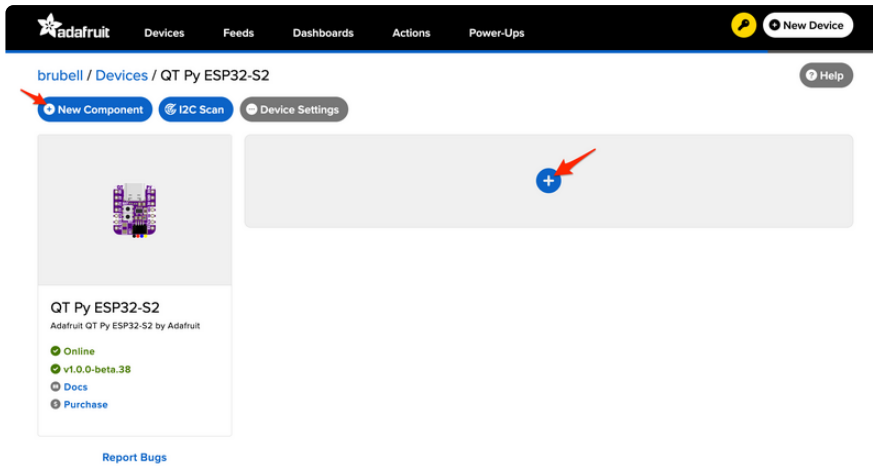 adafruit Devices Feeds Dashboards Actions Power-Ups New Device
brubell / Devices / QT Py ESP32-S2 Help
New Component I2C Scan Device Settings
QT Py ESP32-S2
Adafruit QT Py ESP32-S2 by Adafruit
Online
v1.0.0-beta.38
Docs
Purchase
Report Bugs